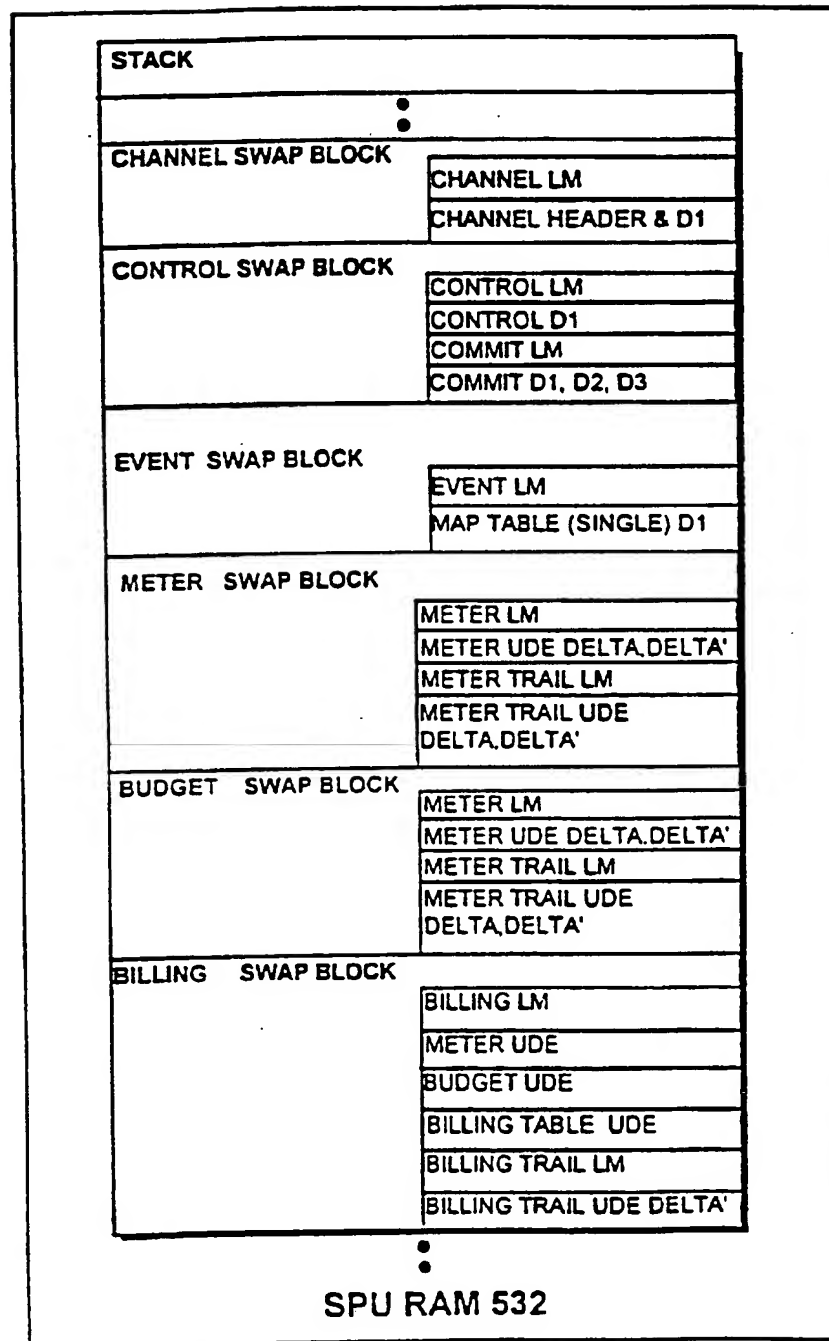 STACK
CHANNEL SWAP BLOCK
CHANNEL LM
CHANNEL HEADER & D1
CONTROL SWAP BLOCK
CONTROL LM
CONTROL D1
COMMIT LM
COMMIT D1, D2, D3
EVENT SWAP BLOCK
EVENT LM
MAP TABLE (SINGLE) D1
METER SWAP BLOCK
METER LM
METER UDE DELTA,DELTA'
METER TRAIL LM
METER TRAIL UDE
DELTA,DELTA'
BUDGET SWAP BLOCK
METER LM
METER UDE DELTA,DELTA'
METER TRAIL LM
METER TRAIL UDE
DELTA,DELTA'
BILLING SWAP BLOCK
BILLING LM
METER UDE
BUDGET UDE
BILLING TABLE UDE
BILLING TRAIL LM
BILLING TRAIL UDE DELTA'
SPU RAM 532